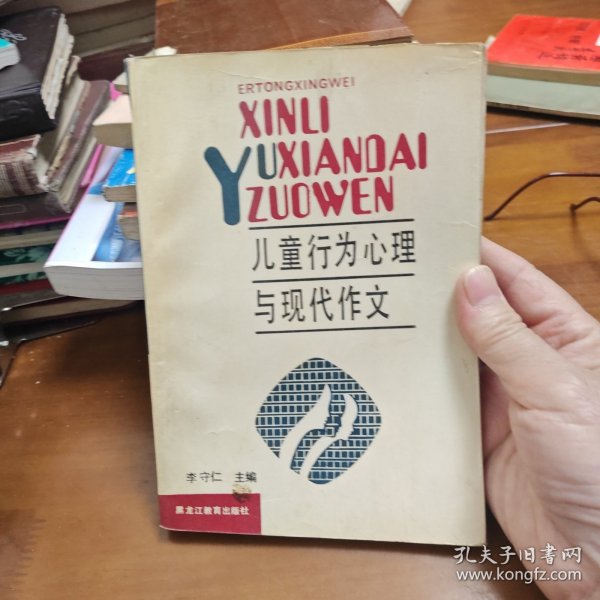 ERTONGXINGWEI
XINLI
YUXIANDAI
ZUOWEN
儿童行为心理
与现代作文
李守仁 主编
黑龙江教育出版社
孔夫子旧书网
www.kongfz.com